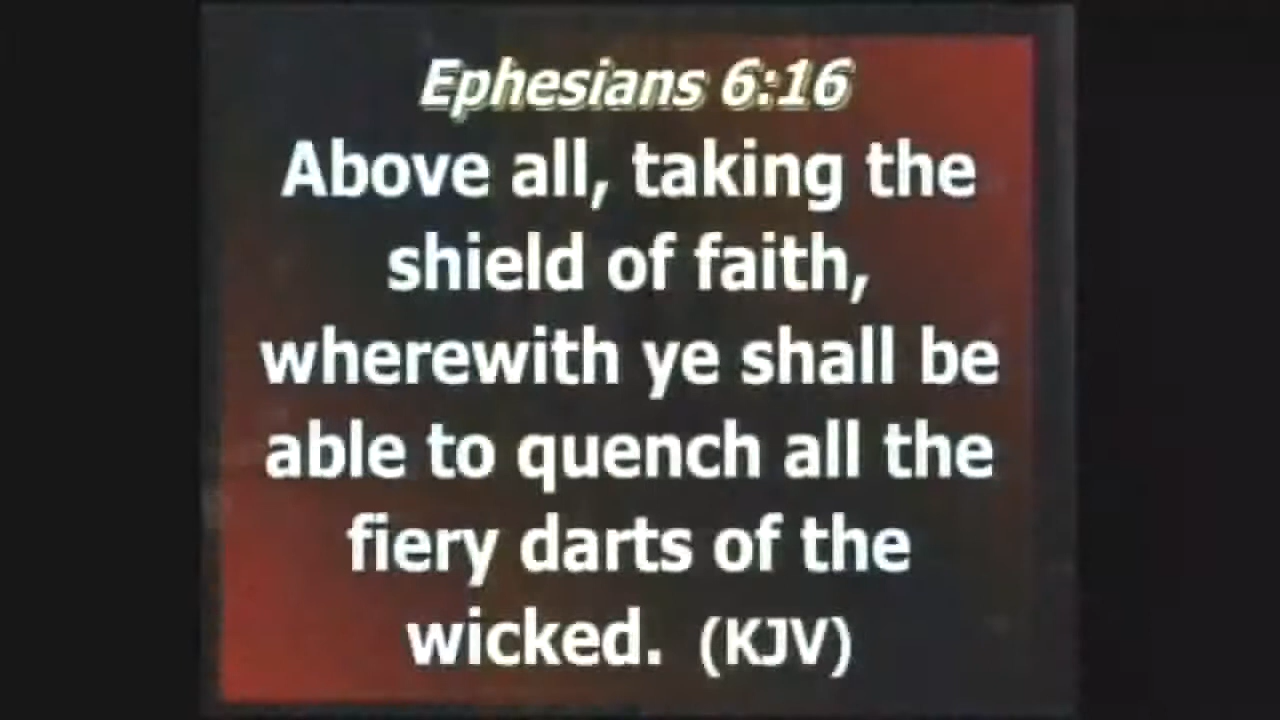 Ephesians 6:16
Above all, taking the
shield of faith,
wherewith ye shall be
able to quench all the
fiery darts of the
wicked. (KJV)